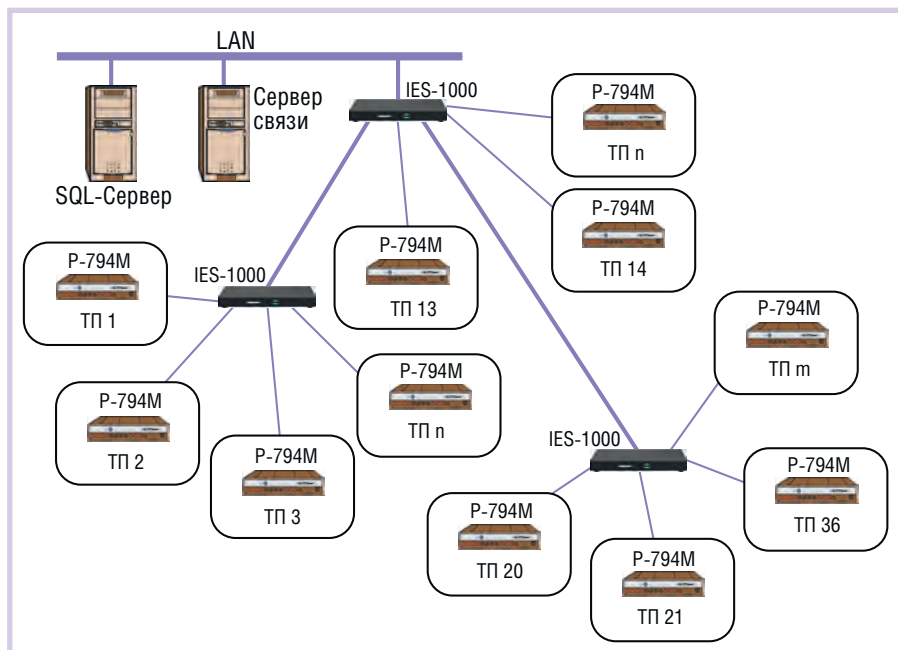 LAN
IES-1000
Сервер
связи
SQL-Сервер
P-794M
ТП n
P-794M
ТП 14
P-794M
ТП 13
IES-1000
P-794M
ТП 1
P-794M
ТП 2
P-794M
ТП 3
P-794M
ТП n
IES-1000
P-794M
ТП m
P-794M
ТП 36
P-794M
ТП 20
P-794M
ТП 21